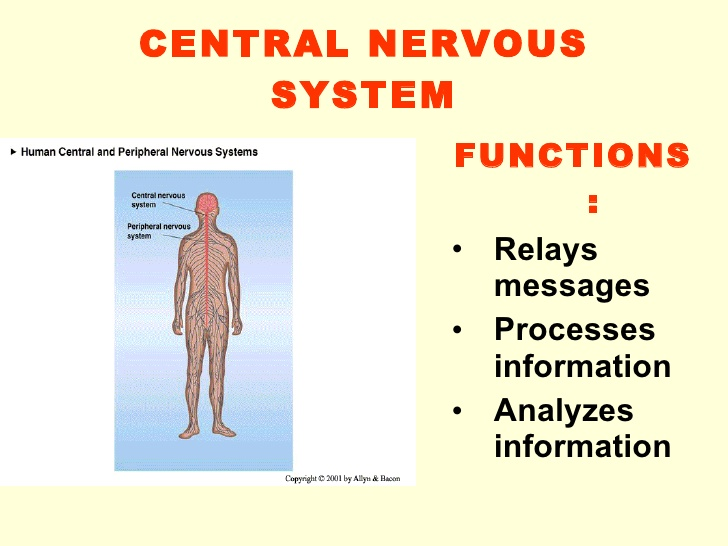 CENTRAL NERVOUS
SYSTEM
▶ Human Central and Peripheral Nervous Systems
Central nervous
system
Peripheral nervous
system
Copyright © 2001 by Allyn & Bacon
FUNCTIONS
:
• Relays
messages
• Processes
information
• Analyzes
information